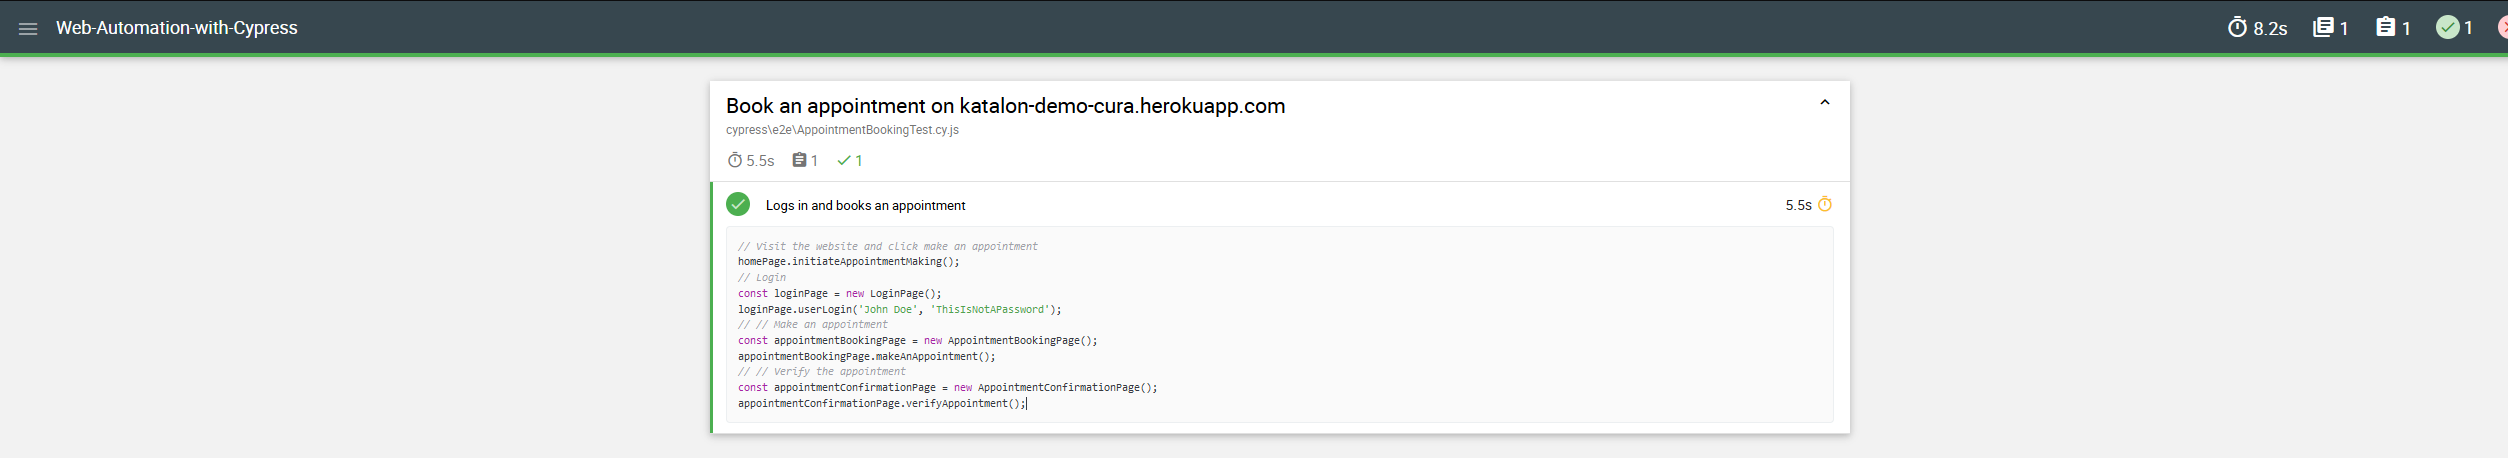 Web-Automation-with-Cypress
8.2s 1 1 1
Book an appointment on katalon-demo-cura.herokuapp.com
cypress\e2e\AppointmentBookingTest.cy.js
5.5s 1 1
Logs in and books an appointment 5.5s
// Visit the website and click make an appointment
homePage.initiateAppointmentMaking();
// Login
const loginPage = new LoginPage();
loginPage.userLogin('John Doe', 'ThisIsNotAPassword');
// // Make an appointment
const appointmentBookingPage = new AppointmentBookingPage();
appointmentBookingPage.makeAnAppointment();
// // Verify the appointment
const appointmentConfirmationPage = new AppointmentConfirmationPage();
appointmentConfirmationPage.verifyAppointment();